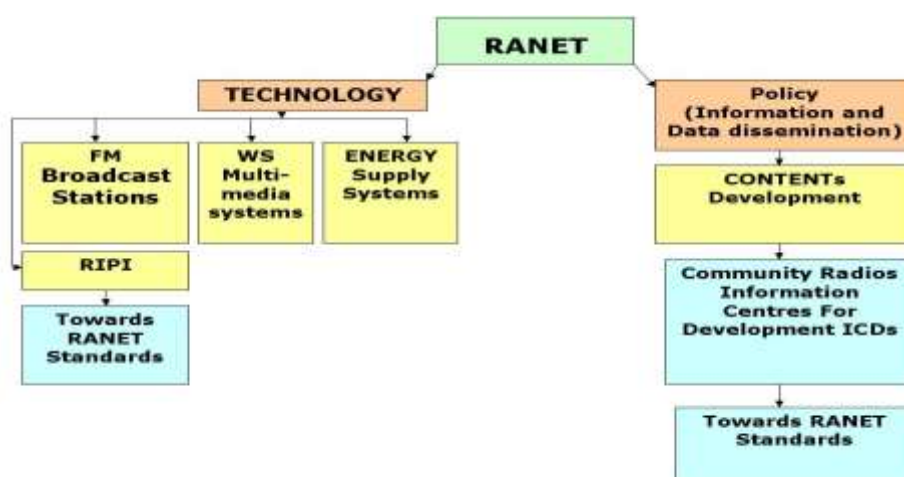 RANET
TECHNOLOGY
Policy
(Information and
Data dissemination)
FM
Broadcast
Stations
WS
Multi-
media
systems
ENERGY
Supply
Systems
CONTENTs
Development
RIPI
Towards
RANET
Standards
Community Radios
Information
Centres For
Development ICDs
Towards RANET
Standards